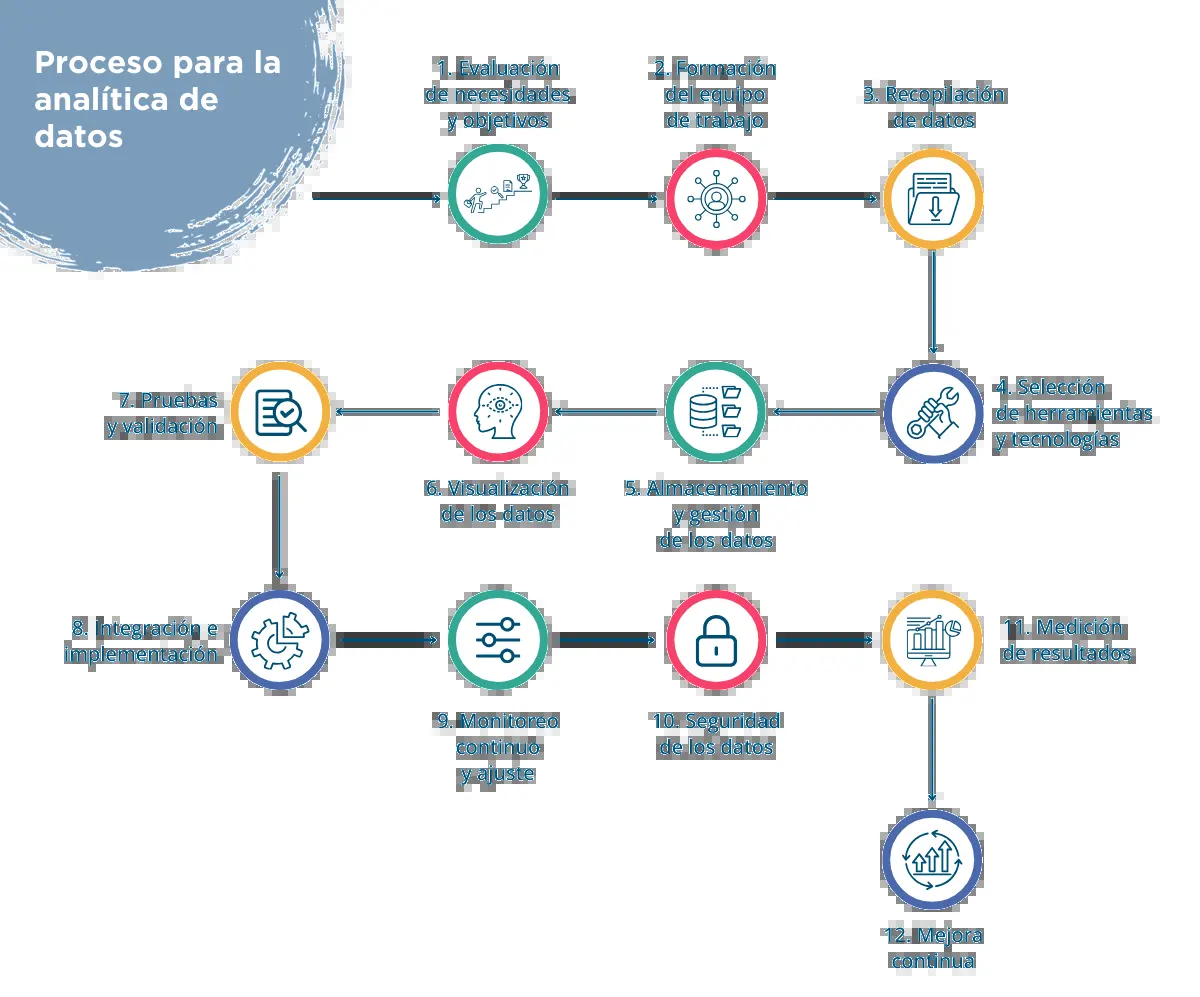 Proceso para la
analítica de
datos
1. Evaluación
de necesidades
y objetivos
2. Formación
del equipo
de trabajo
3. Recopilación
de datos
4. Selección
de herramientas
y tecnologías
5. Almacenamiento
y gestión
de los datos
6. Visualización
de los datos
7. Pruebas
y validación
8. Integración e
implementación
9. Monitoreo
continuo
y ajuste
10. Seguridad
de los datos
11. Medición
de resultados
12. Mejora
continua